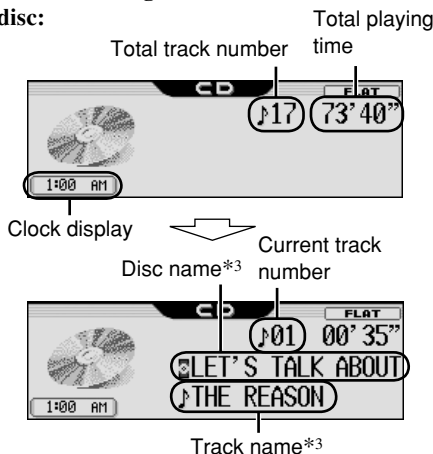 disc:
Total playing
time
Total track number
CD
FLAT
♪17 73'40"
1:00 AM
Clock display
Current track
number
Disc name*3
CD
FLAT
♪01 00'35"
LET'S TALK ABOUT
♪THE REASON
1:00 AM
Track name*3